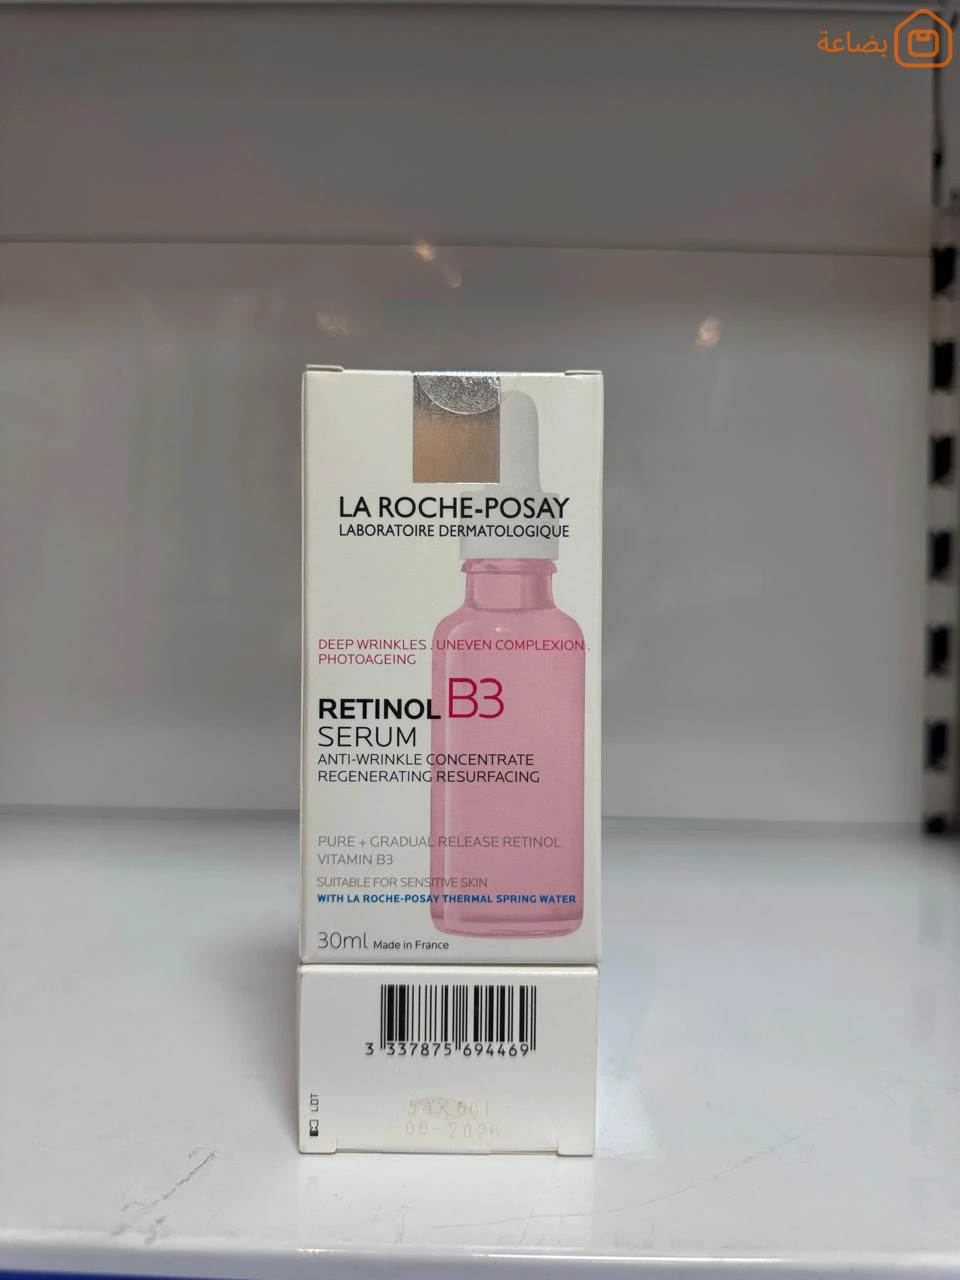 بضاعة
LA ROCHE-POSAY
LABORATOIRE DERMATOLOGIQUE
DEEP WRINKLES . UNEVEN COMPLEXION .
PHOTOAGEING
RETINOL B3
SERUM
ANTI-WRINKLE CONCENTRATE
REGENERATING RESURFACING
PURE + GRADUAL RELEASE RETINOL
VITAMIN B3
SUITABLE FOR SENSITIVE SKIN
WITH LA ROCHE-POSAY THERMAL SPRING WATER
30ml Made in France
3 337875 694469
LOT
06-2026